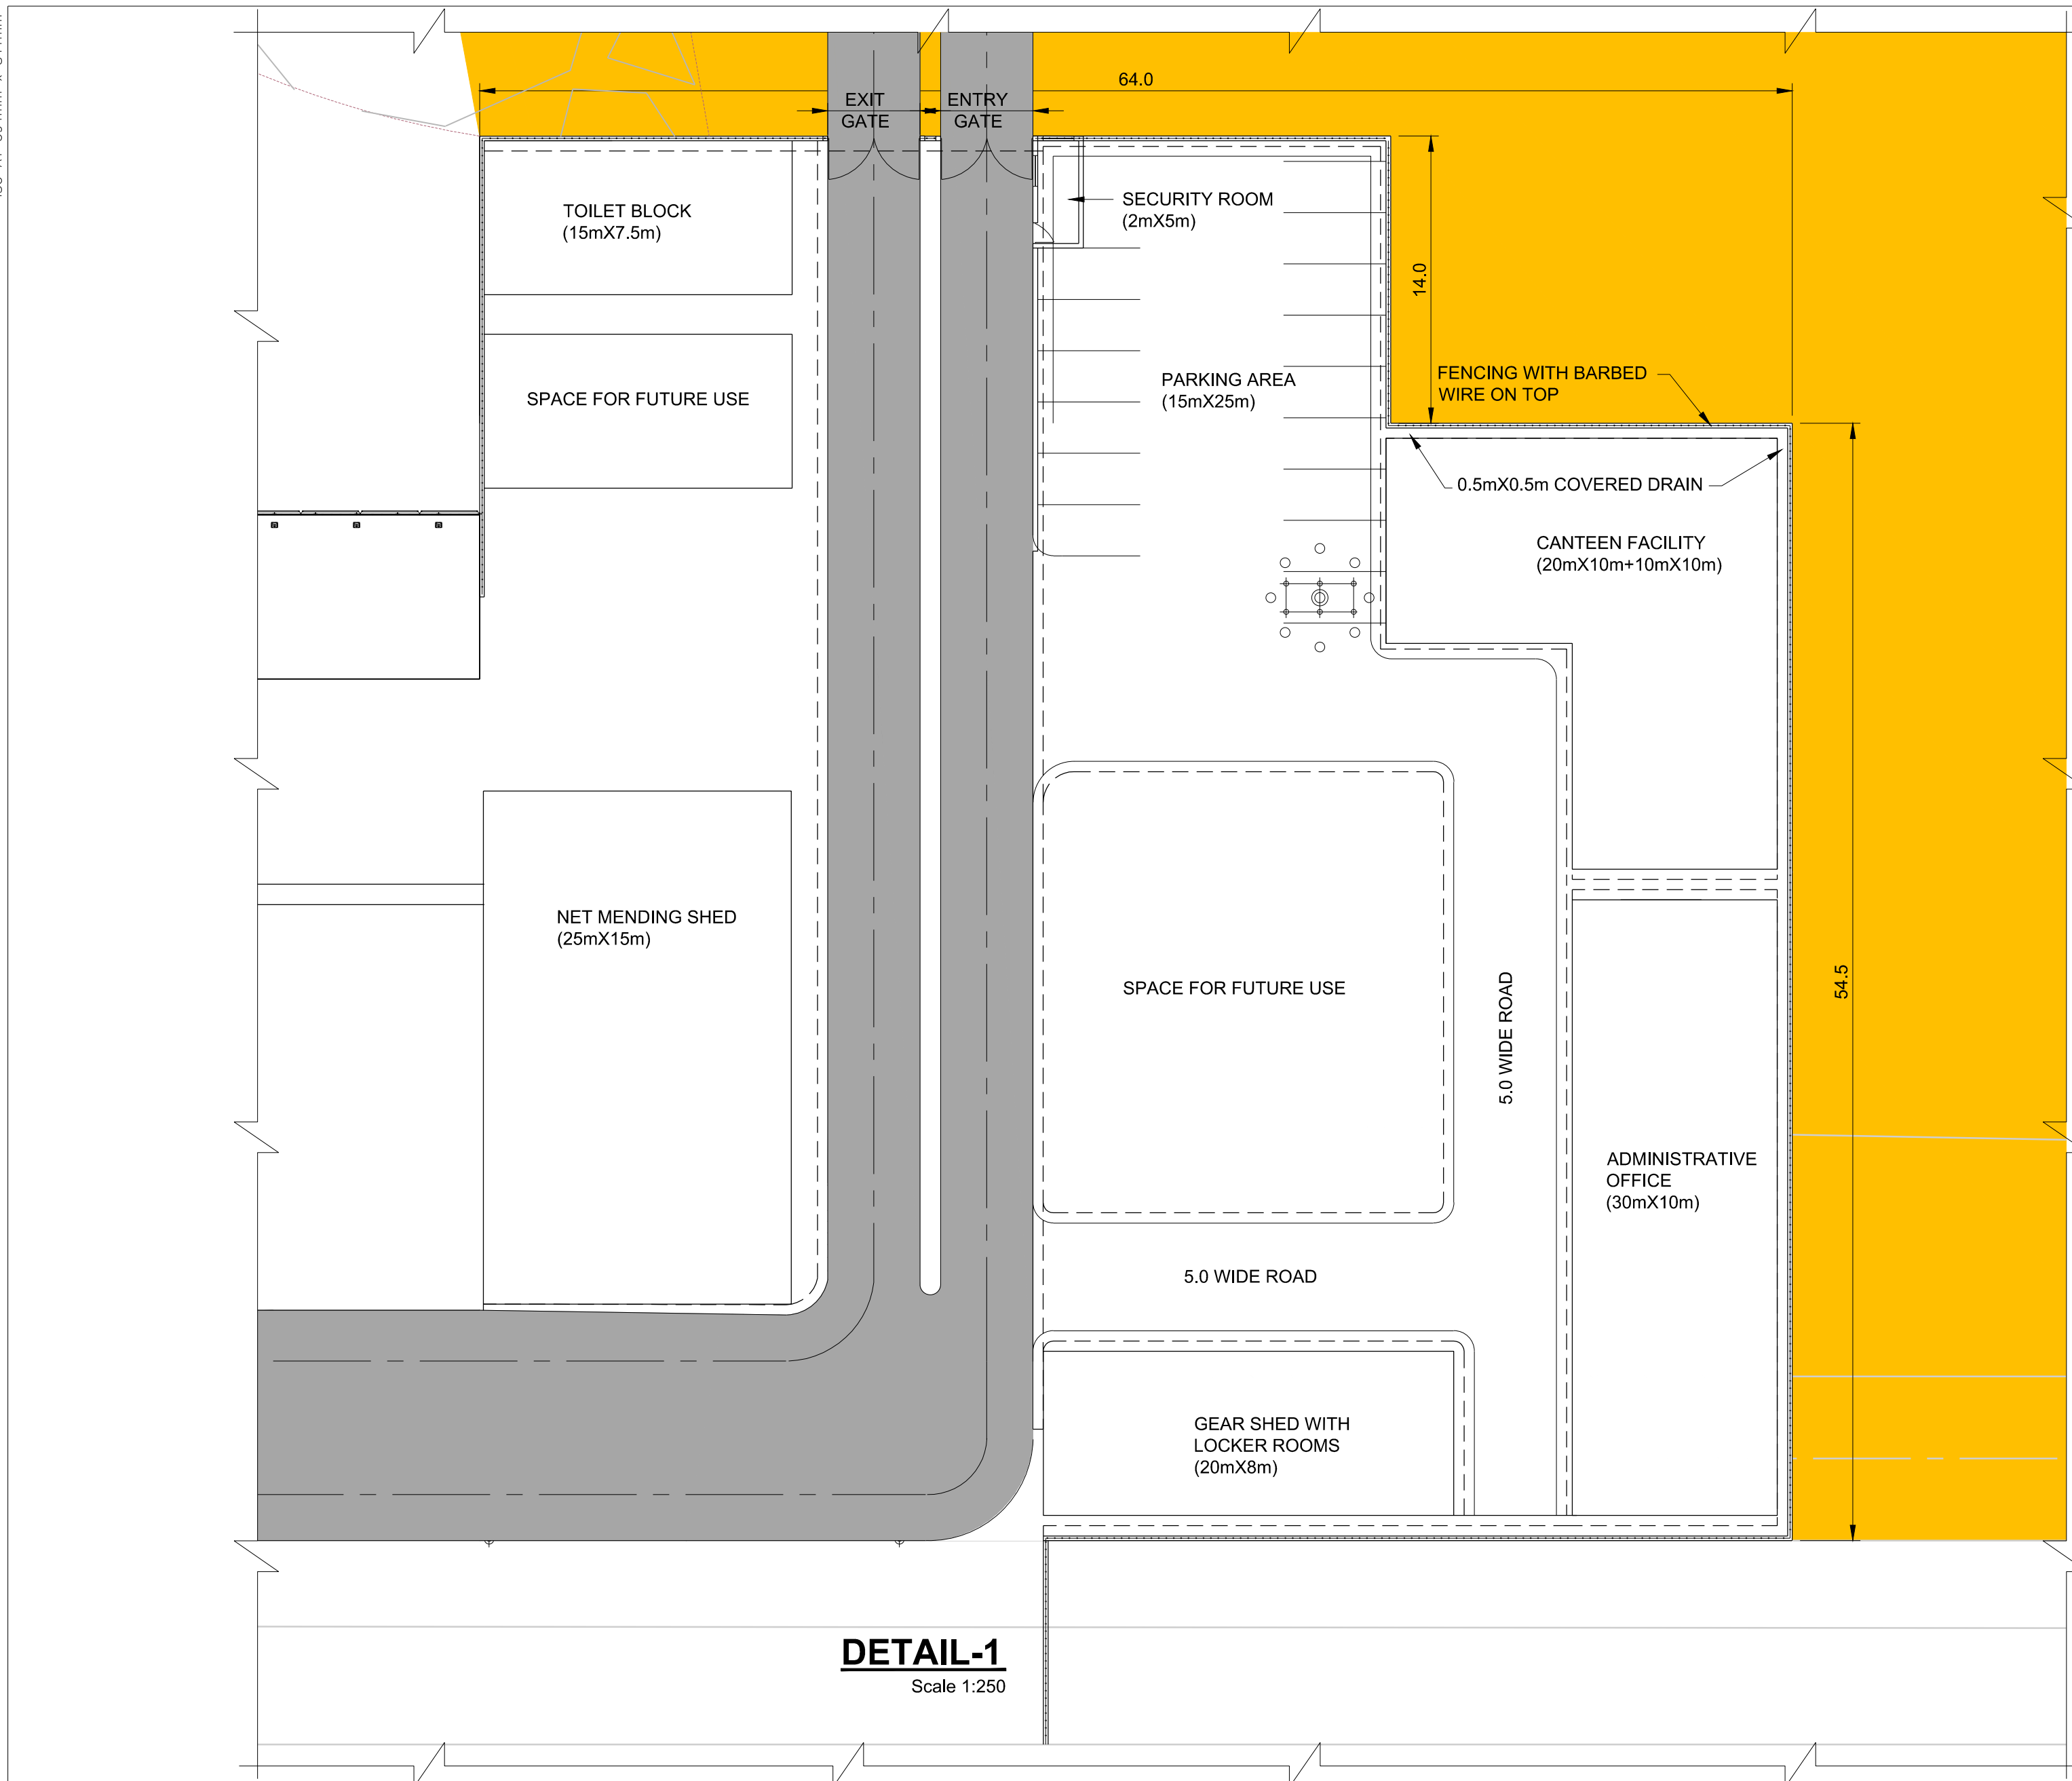 64.0
EXIT
GATE
ENTRY
GATE
TOILET BLOCK
(15mX7.5m)
SECURITY ROOM
(2mX5m)
14.0
SPACE FOR FUTURE USE
PARKING AREA
(15mX25m)
FENCING WITH BARBED
WIRE ON TOP
0.5mX0.5m COVERED DRAIN
CANTEEN FACILITY
(20mX10m+10mX10m)
NET MENDING SHED
(25mX15m)
SPACE FOR FUTURE USE
5.0 WIDE ROAD
54.5
ADMINISTRATIVE
OFFICE
(30mX10m)
5.0 WIDE ROAD
GEAR SHED WITH
LOCKER ROOMS
(20mX8m)
DETAIL-1
Scale 1:250